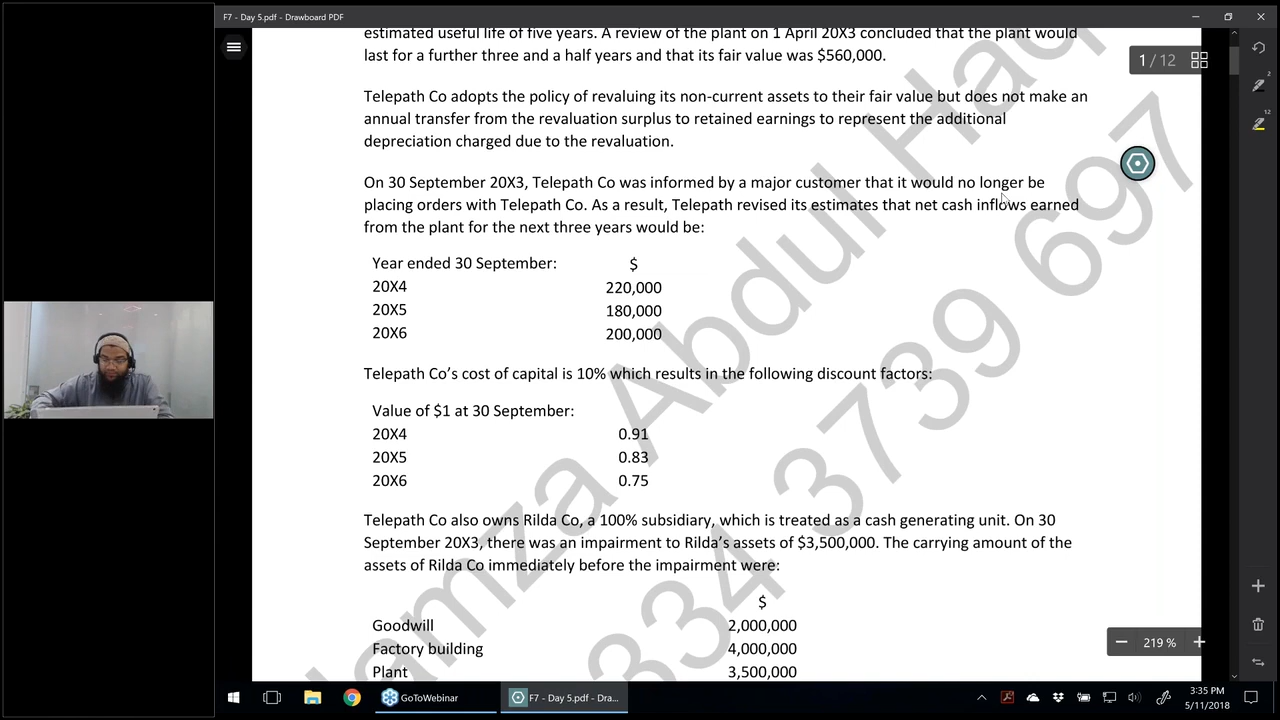 F7 - Day 5.pdf - Drawboard PDF
estimated useful life of five years. A review of the plant on 1 April 20X3 concluded that the plant would
last for a further three and a half years and that its fair value was $560,000.
1 / 12
Telepath Co adopts the policy of revaluing its non-current assets to their fair value but does not make an
annual transfer from the revaluation surplus to retained earnings to represent the additional
depreciation charged due to the revaluation.
On 30 September 20X3, Telepath Co was informed by a major customer that it would no longer be
placing orders with Telepath Co. As a result, Telepath revised its estimates that net cash inflows earned
from the plant for the next three years would be:
Year ended 30 September: $
20X4 220,000
20X5 180,000
20X6 200,000
Telepath Co's cost of capital is 10% which results in the following discount factors:
Value of $1 at 30 September:
20X4 0.91
20X5 0.83
20X6 0.75
Telepath Co also owns Rilda Co, a 100% subsidiary, which is treated as a cash generating unit. On 30
September 20X3, there was an impairment to Rilda's assets of $3,500,000. The carrying amount of the
assets of Rilda Co immediately before the impairment were:
$
Goodwill 2,000,000
Factory building 4,000,000
Plant 3,500,000
Hamza Abdul Haq
334 3739 697
2
12
219 %
GoToWebinar
F7 - Day 5.pdf - Dra...
3:35 PM
5/11/2018